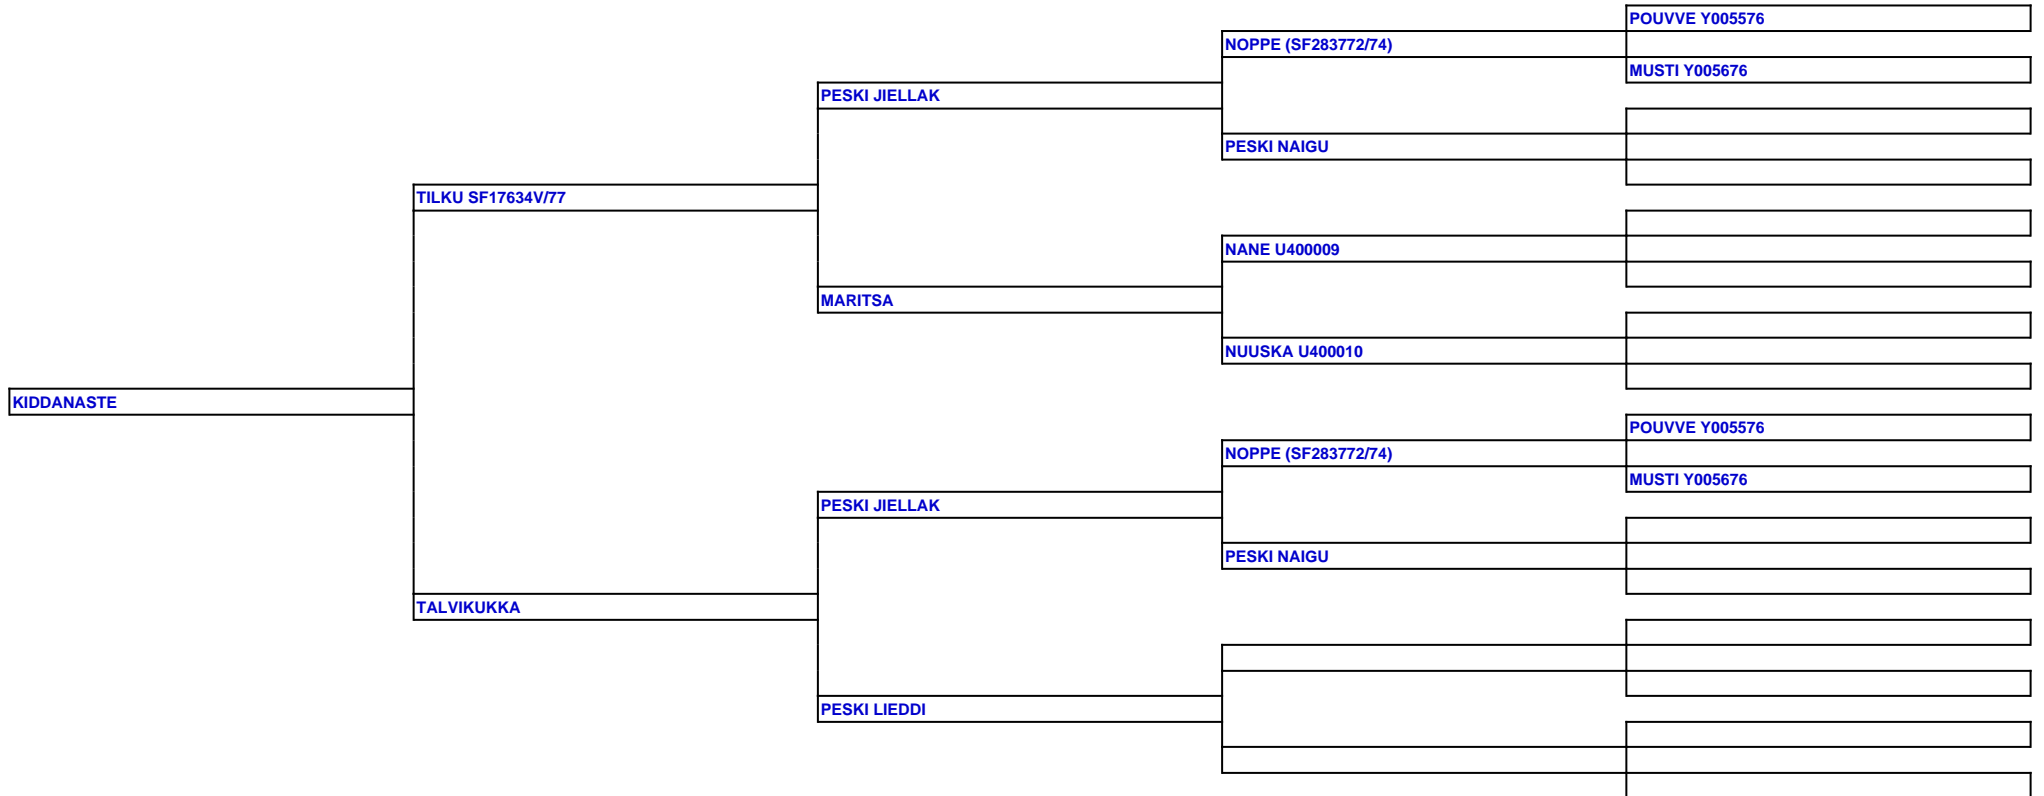 POUVVE Y005576
NOPPE (SF283772/74)
MUSTI Y005676
PESKI JIELLAK
PESKI NAIGU
TILKU SF17634V/77
NANE U400009
MARITSA
NUUSKA U400010
KIDDANASTE
POUVVE Y005576
NOPPE (SF283772/74)
MUSTI Y005676
PESKI JIELLAK
PESKI NAIGU
TALVIKUKKA
PESKI LIEDDI